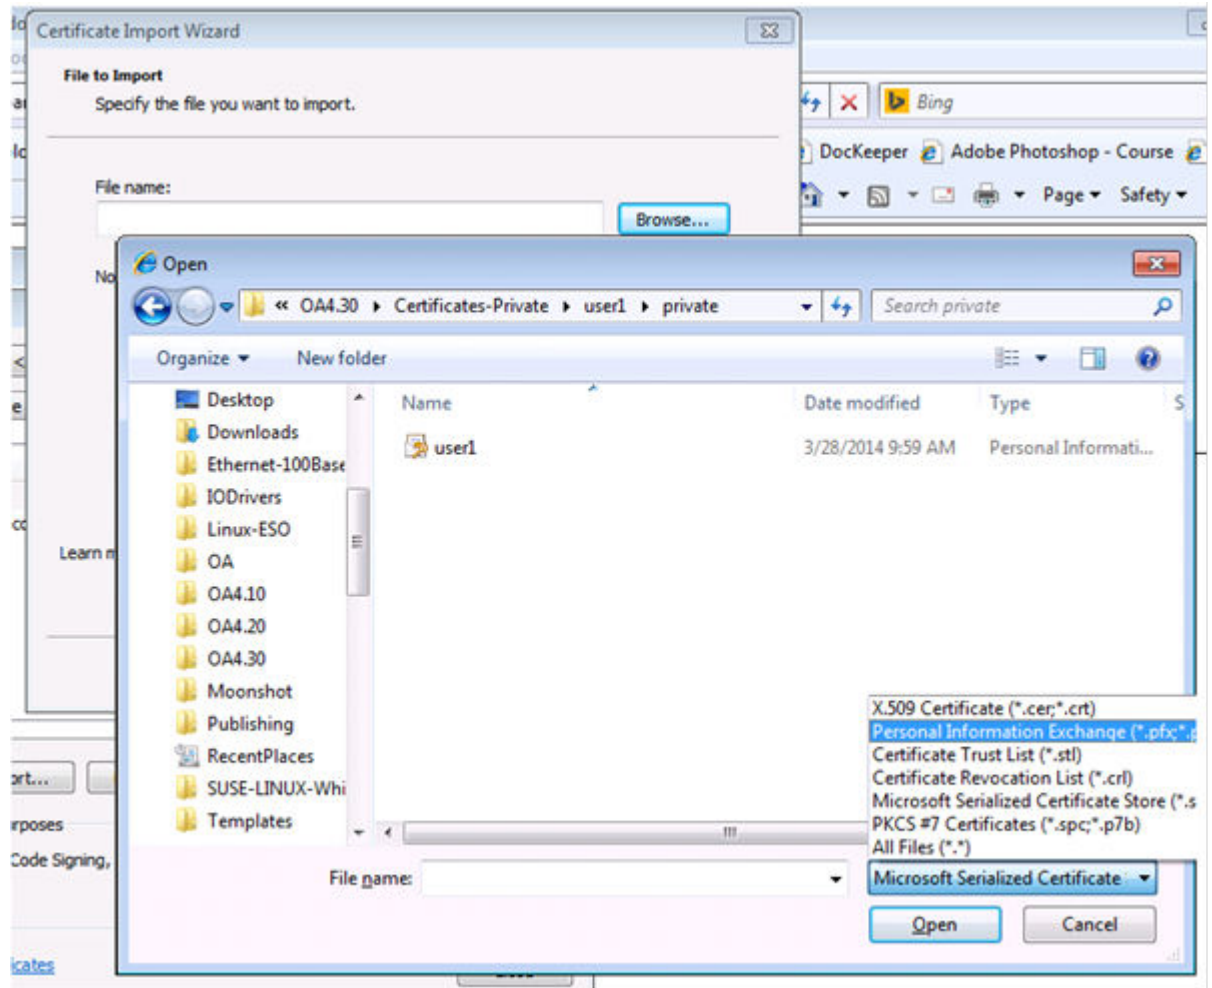 Certificate Import Wizard
File to Import
Specify the file you want to import.
Bing
DocKeeper Adobe Photoshop - Course
Page Safety
File name:
Browse...
No
Open
« OA4.30 Certificates-Private user1 private
Search private
Organize New folder
Desktop
Downloads
Ethernet-100Base
IODrivers
Linux-ESO
OA
OA4.10
OA4.20
OA4.30
Moonshot
Publishing
RecentPlaces
SUSE-LINUX-Whi
Templates
Name Date modified Type S
user1 3/28/2014 9:59 AM Personal Informati...
Learn m
X.509 Certificate (*.cer;*.crt)
Personal Information Exchange (*.pfx;*.p
Certificate Trust List (*.stl)
Certificate Revocation List (*.crl)
Microsoft Serialized Certificate Store (*.s
PKCS #7 Certificates (*.spc;*.p7b)
All Files (*.*)
ort...
rposes
Code Signing,
File name:
Microsoft Serialized Certificate
Open Cancel
icates